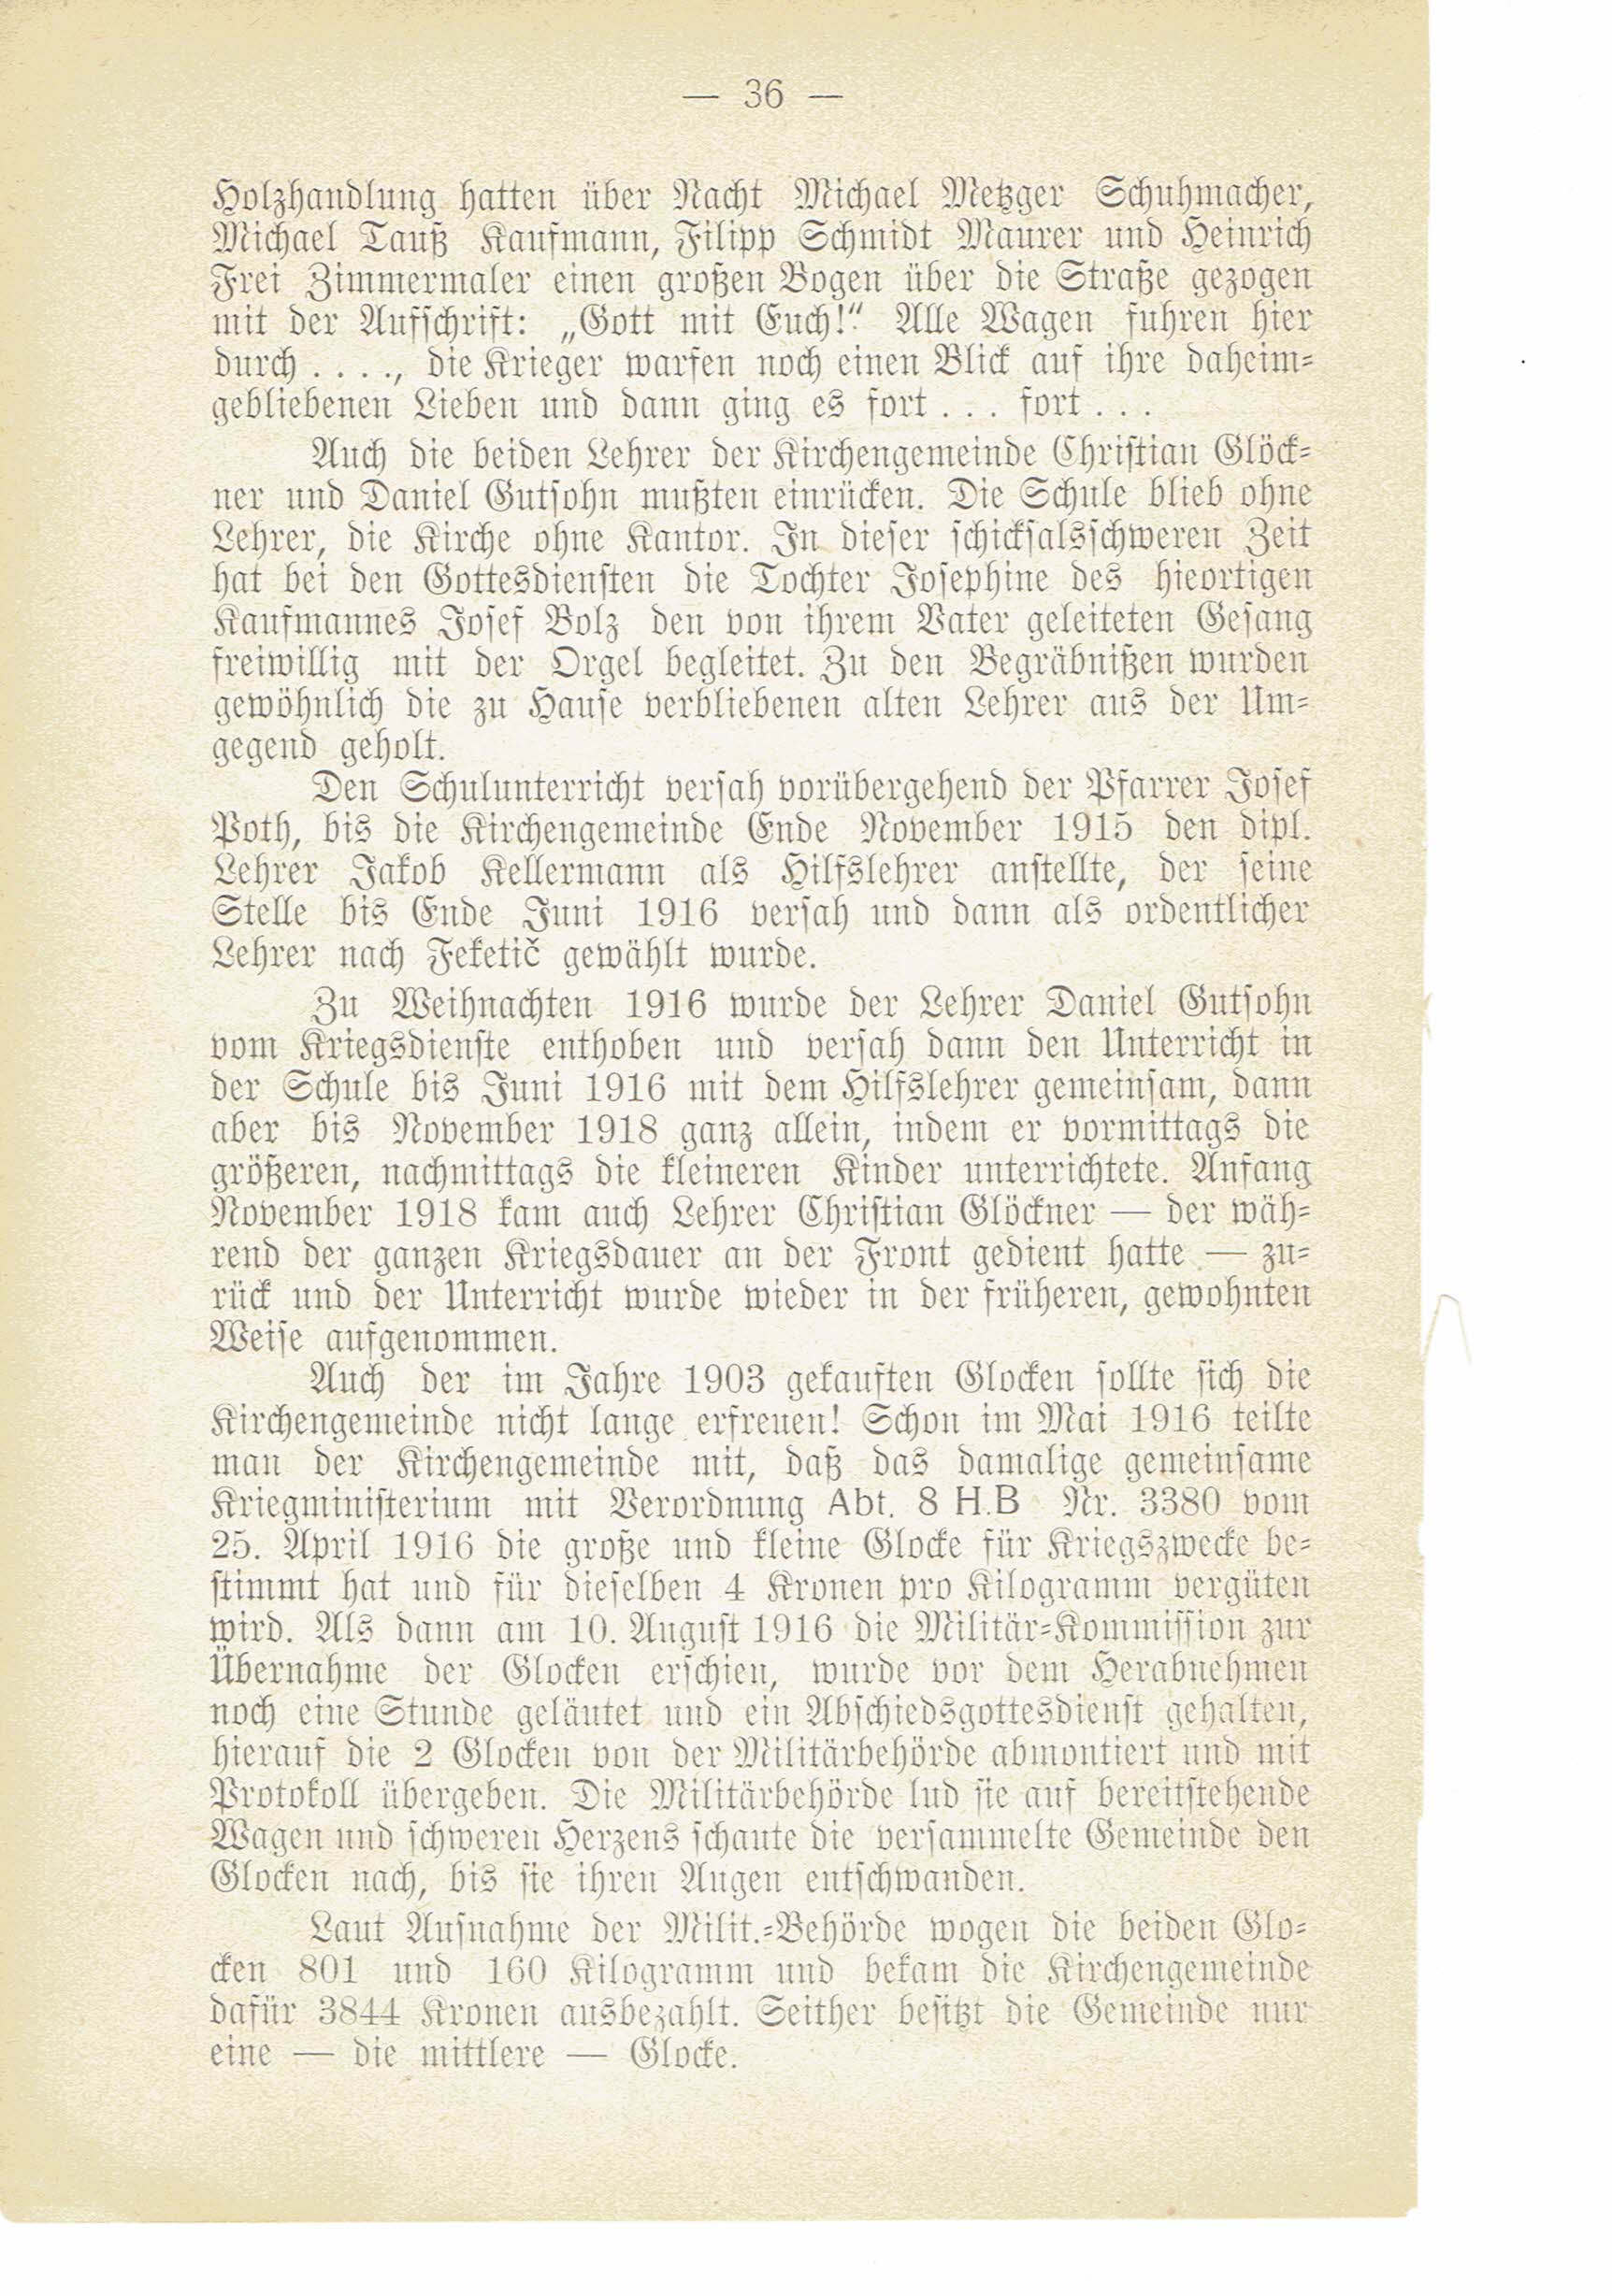 — 36 —
Holzhandlung hatten über Nacht Michael Metzger Schuhmacher,
Michael Tauß Kaufmann, Filipp Schmidt Maurer und Heinrich
Frei Zimmermaler einen großen Bogen über die Straße gezogen
mit der Aufschrift: „Gott mit Euch!“ Alle Wagen fuhren hier
durch . . . ., die Krieger warfen noch einen Blick auf ihre daheim-
gebliebenen Lieben und dann ging es fort . . . fort . . .
Auch die beiden Lehrer der Kirchengemeinde Christian Glöck-
ner und Daniel Gutsohn mußten einrücken. Die Schule blieb ohne
Lehrer, die Kirche ohne Kantor. In dieser schicksalsschweren Zeit
hat bei den Gottesdiensten die Tochter Josephine des hieortigen
Kaufmannes Josef Bolz den von ihrem Vater geleiteten Gesang
freiwillig mit der Orgel begleitet. Zu den Begräbnißen wurden
gewöhnlich die zu Hause verbliebenen alten Lehrer aus der Um-
gegend geholt.
Den Schulunterricht versah vorübergehend der Pfarrer Josef
Poth, bis die Kirchengemeinde Ende November 1915 den dipl.
Lehrer Jakob Kellermann als Hilfslehrer anstellte, der seine
Stelle bis Ende Juni 1916 versah und dann als ordentlicher
Lehrer nach Feketič gewählt wurde.
Zu Weihnachten 1916 wurde der Lehrer Daniel Gutsohn
vom Kriegsdienste enthoben und versah dann den Unterricht in
der Schule bis Juni 1916 mit dem Hilfslehrer gemeinsam, dann
aber bis November 1918 ganz allein, indem er vormittags die
größeren, nachmittags die kleineren Kinder unterrichtete. Anfang
November 1918 kam auch Lehrer Christian Glöckner — der wäh-
rend der ganzen Kriegsdauer an der Front gedient hatte — zu-
rück und der Unterricht wurde wieder in der früheren, gewohnten
Weise aufgenommen.
Auch der im Jahre 1903 gekauften Glocken sollte sich die
Kirchengemeinde nicht lange erfreuen! Schon im Mai 1916 teilte
man der Kirchengemeinde mit, daß das damalige gemeinsame
Kriegministerium mit Verordnung Abt. 8 H.B Nr. 3380 vom
25. April 1916 die große und kleine Glocke für Kriegszwecke be-
stimmt hat und für dieselben 4 Kronen pro Kilogramm vergüten
wird. Als dann am 10. August 1916 die Militär-Kommission zur
Übernahme der Glocken erschien, wurde vor dem Herabnehmen
noch eine Stunde geläutet und ein Abschiedsgottesdienst gehalten,
hierauf die 2 Glocken von der Militärbehörde abmontiert und mit
Protokoll übergeben. Die Militärbehörde lud sie auf bereitstehende
Wagen und schweren Herzens schaute die versammelte Gemeinde den
Glocken nach, bis sie ihren Augen entschwanden.
Laut Aufnahme der Milit.-Behörde wogen die beiden Glo-
cken 801 und 160 Kilogramm und bekam die Kirchengemeinde
dafür 3844 Kronen ausbezahlt. Seither besitzt die Gemeinde nur
eine — die mittlere — Glocke.